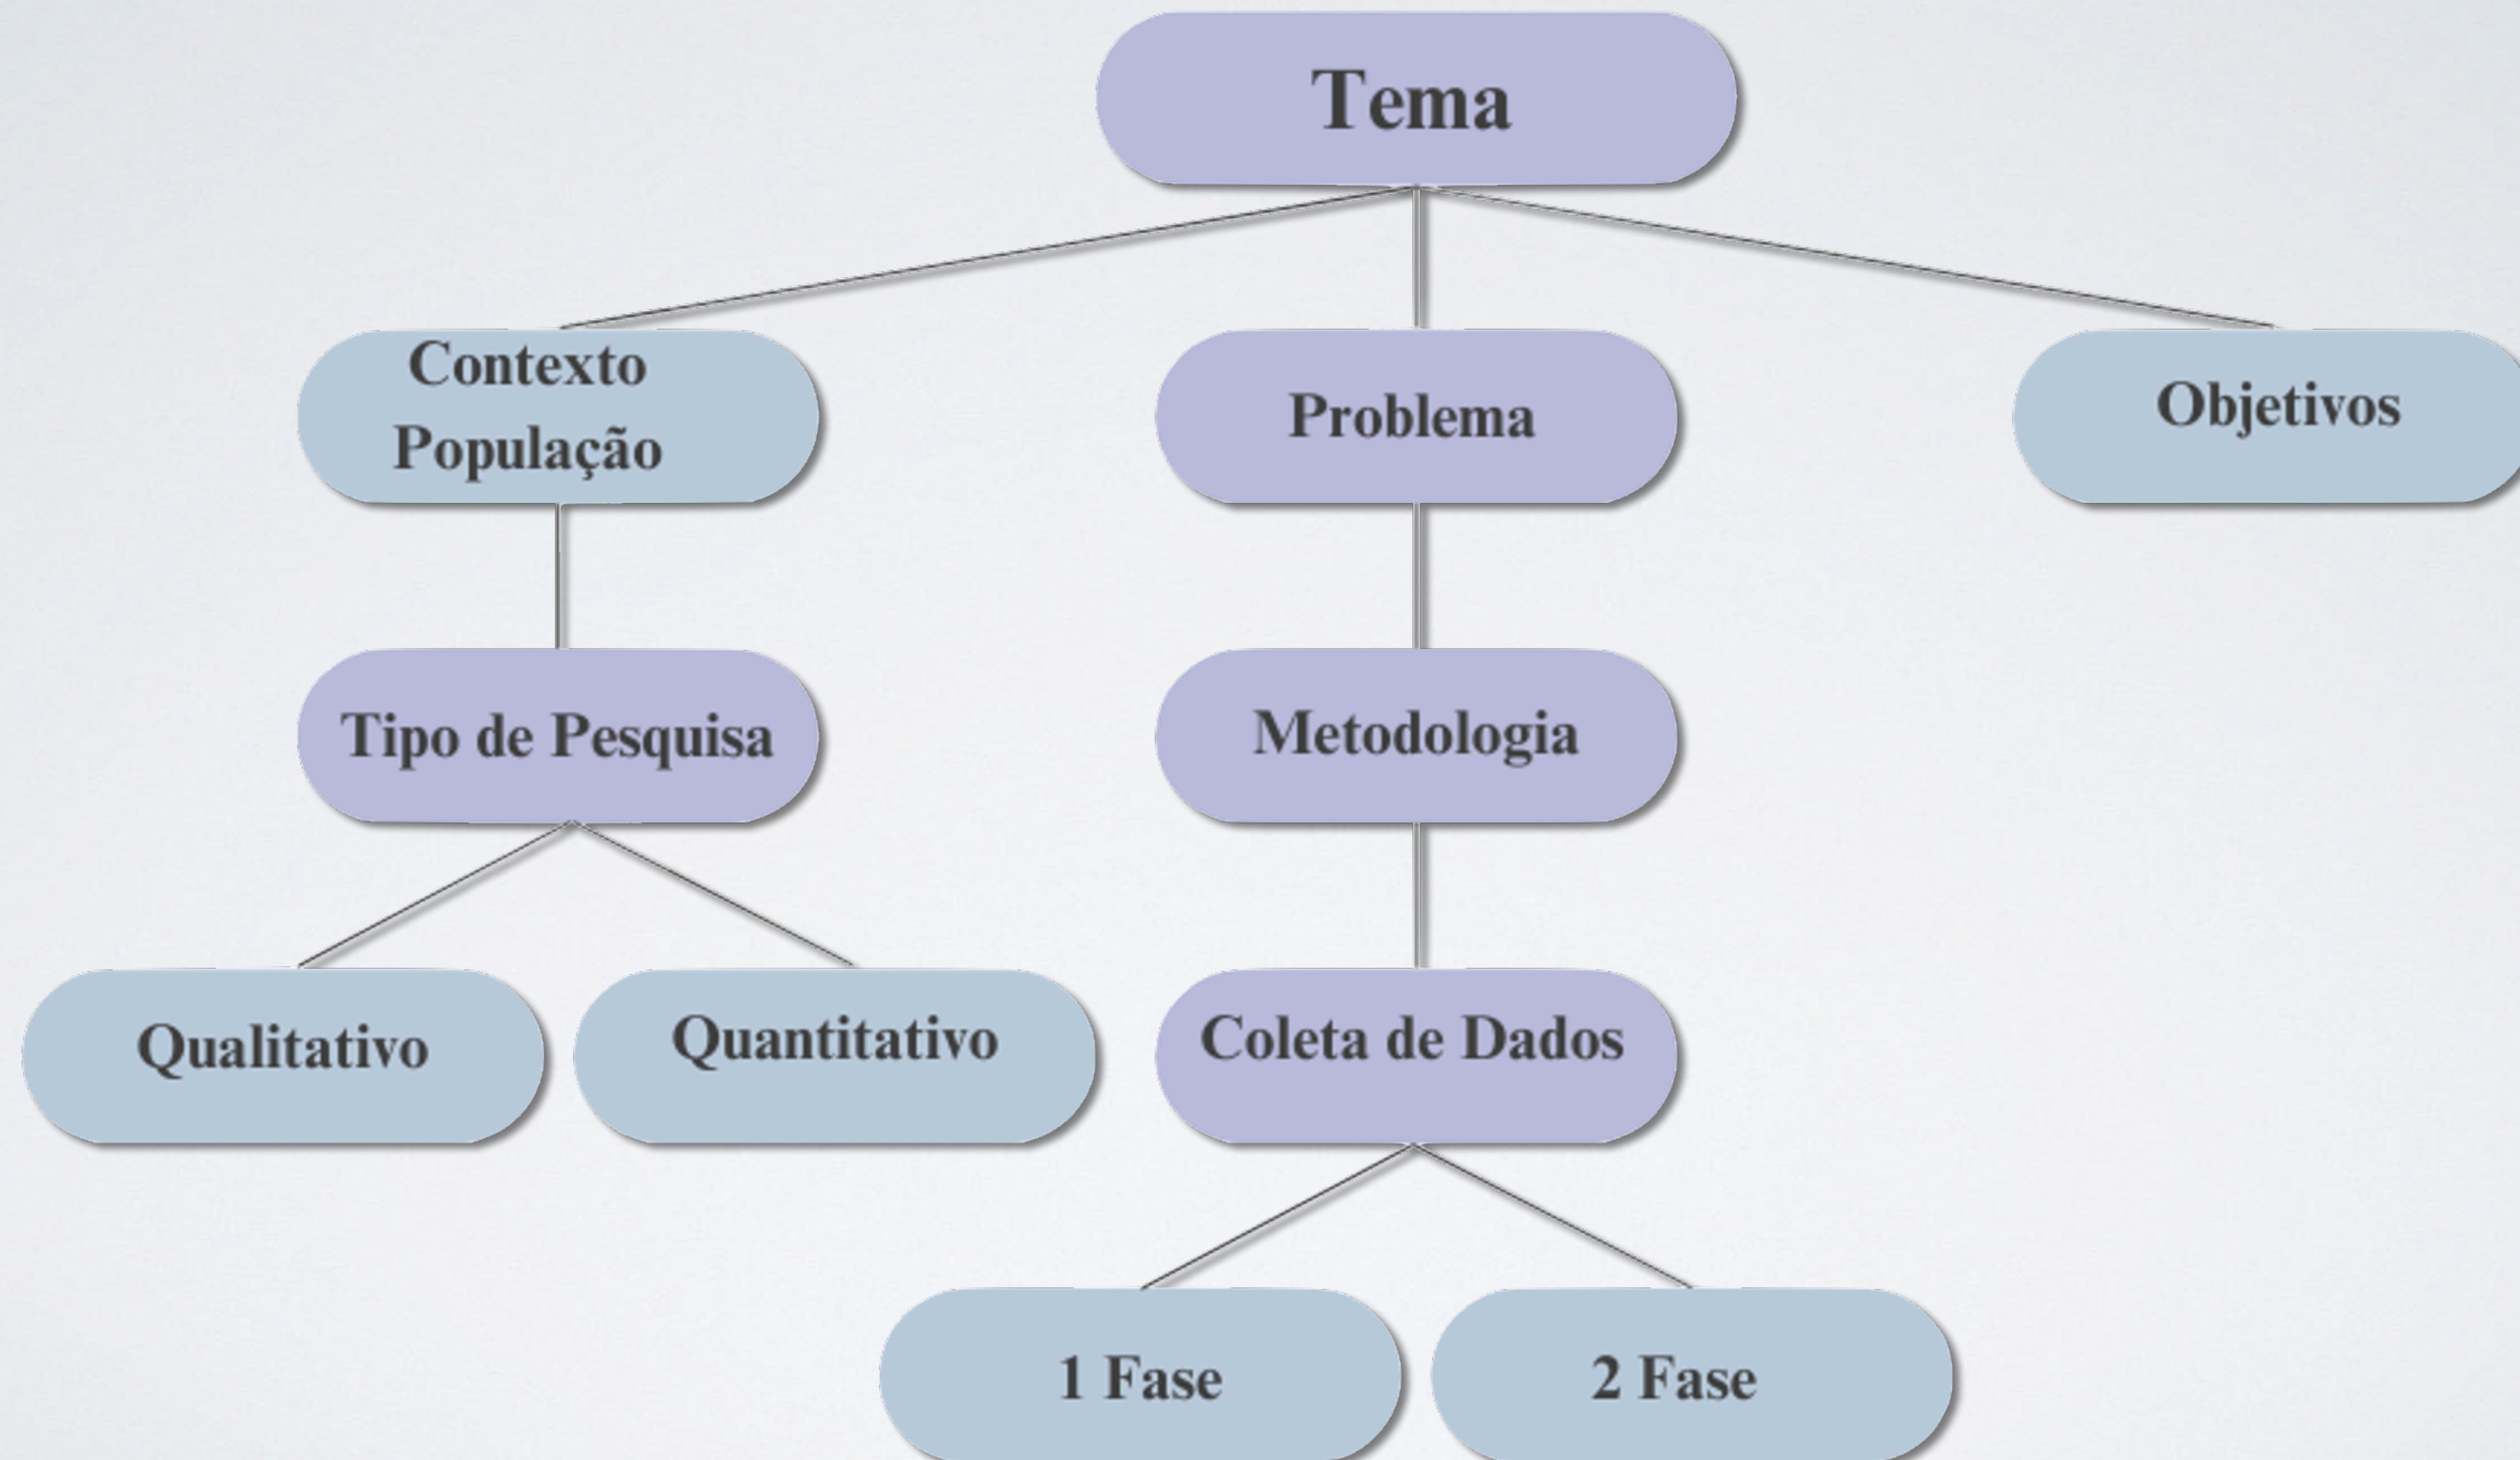 Tema
Contexto
População
Problema
Objetivos
Tipo de Pesquisa
Metodologia
Qualitativo
Quantitativo
Coleta de Dados
1 Fase
2 Fase